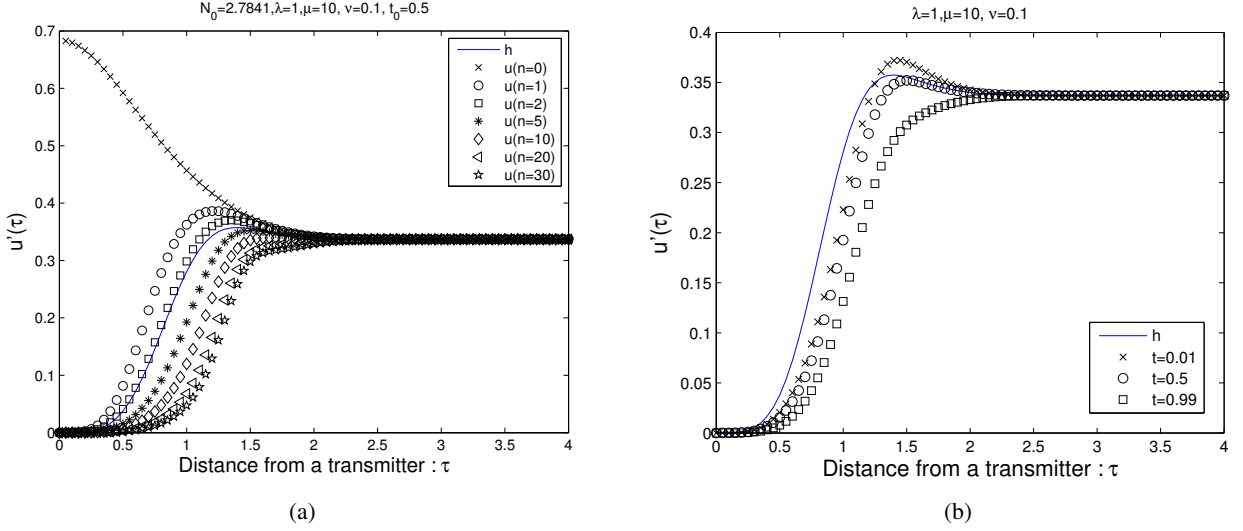 N0=2.7841,λ=1,μ=10, ν=0.1, t0=0.5
0.7
0.6
0.5
0.4
0.3
0.2
0.1
0
u'(τ)
h
u(n=0)
u(n=1)
u(n=2)
u(n=5)
u(n=10)
u(n=20)
u(n=30)
0 0.5 1 1.5 2 2.5 3 3.5 4
Distance from a transmitter : τ
(a)
λ=1,μ=10, ν=0.1
0.4
0.35
0.3
0.25
0.2
0.15
0.1
0.05
0
u'(τ)
h
t=0.01
t=0.5
t=0.99
0 0.5 1 1.5 2 2.5 3 3.5 4
Distance from a transmitter : τ
(b)